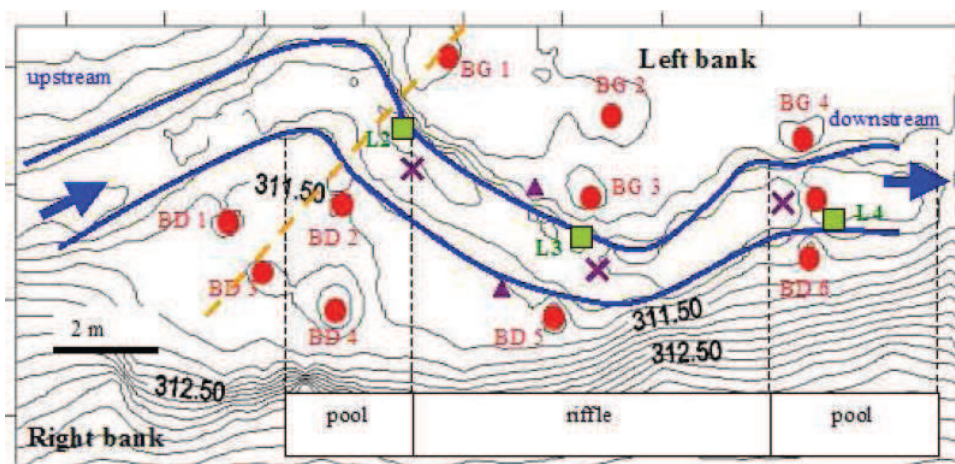 BG 1
Left bank
upstream
BG 2
BG 4
downstream
L2
311.50
BG 3
BD 1
BD 2
L3
L4
BD 3
BD 6
2 m
BD 4
BD 5
311.50
312.50
312.50
pool
riffle
pool
Right bank